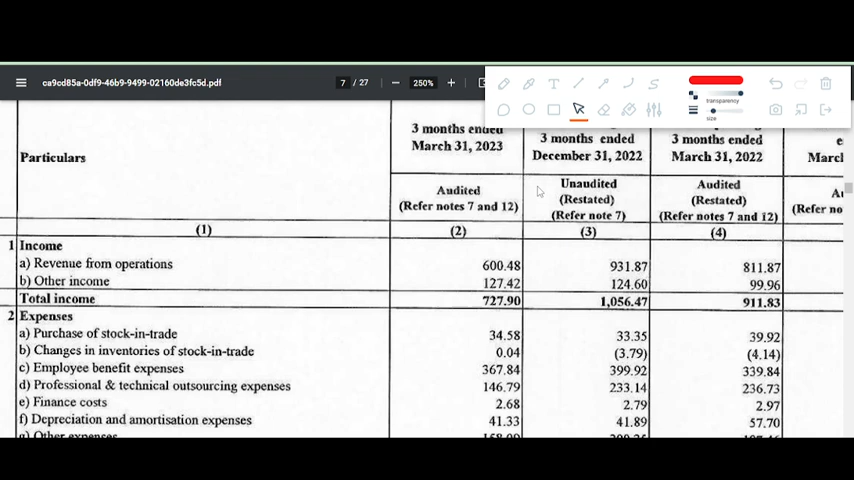 ca9cd85a-0df9-46b9-9499-02160de3fc5d.pdf 7 / 27 — 250% +
transparency
size
Particulars
3 months ended March 31, 2023
3 months ended December 31, 2022
3 months ended March 31, 2022
Audited (Refer notes 7 and 12)
Unaudited (Restated) (Refer note 7)
Audited (Restated) (Refer notes 7 and 12)
(1) (2) (3) (4)
1 Income
a) Revenue from operations 600.48 931.87 811.87
b) Other income 127.42 124.60 99.96
Total income 727.90 1,056.47 911.83
2 Expenses
a) Purchase of stock-in-trade 34.58 33.35 39.92
b) Changes in inventories of stock-in-trade 0.04 (3.79) (4.14)
c) Employee benefit expenses 367.84 399.92 339.84
d) Professional & technical outsourcing expenses 146.79 233.14 236.73
e) Finance costs 2.68 2.79 2.97
f) Depreciation and amortisation expenses 41.33 41.89 57.70
g) Other expenses